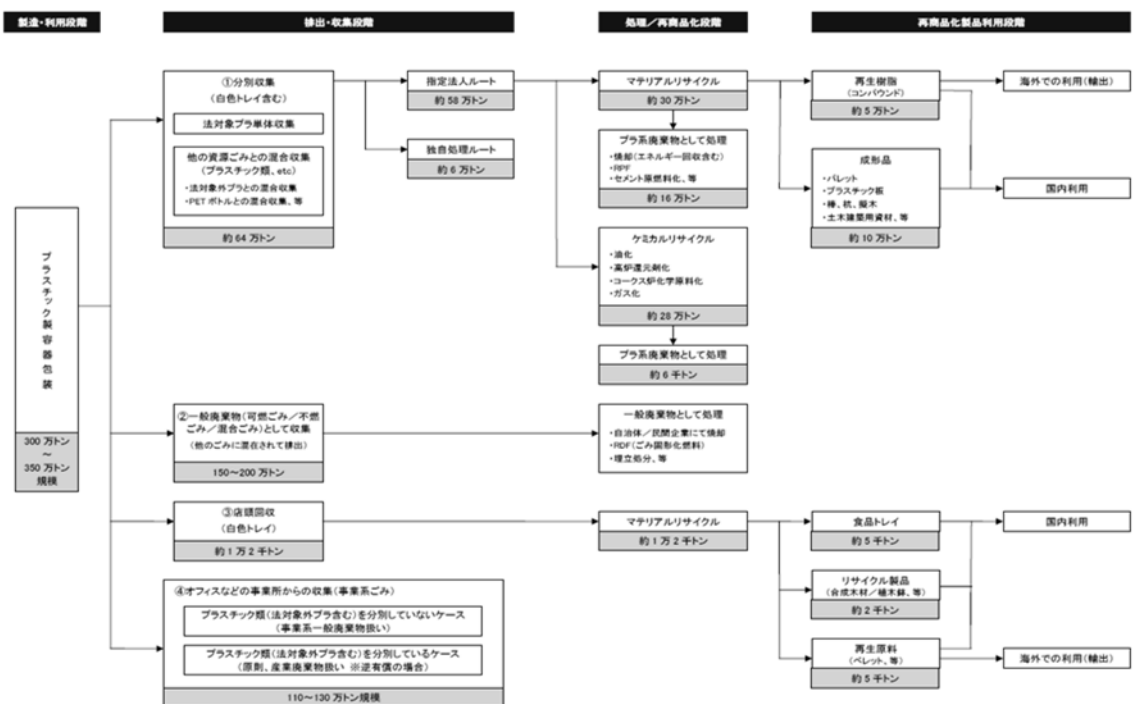 製造・利用段階
排出・収集段階
処理／再商品化段階
再商品化製品利用段階
プラスチック製容器包装
300 万トン
～
350 万トン
規模
①分別収集
(白色トレイ含む)
法対象プラ単体収集
他の資源ごみとの混合収集
(プラスチック類、etc)
・法対象外プラとの混合収集
・PET ボトルとの混合収集、等
約 64 万トン
指定法人ルート
約 58 万トン
独自処理ルート
約 6 万トン
マテリアルリサイクル
約 30 万トン
プラ系廃棄物として処理
・焼却(エネルギー回収含む)
・RPF
・セメント原燃料化、等
約 16 万トン
ケミカルリサイクル
・油化
・高炉還元剤化
・コークス炉化学原料化
・ガス化
約 28 万トン
プラ系廃棄物として処理
約 6 千トン
再生樹脂
(コンパウンド)
約 5 万トン
成形品
・パレット
・プラスチック板
・棒、杭、擬木
・土木建築用資材、等
約 10 万トン
海外での利用(輸出)
国内利用
②一般廃棄物(可燃ごみ／不燃
ごみ／混合ごみ)として収集
(他のごみに混在されて排出)
150～200 万トン
一般廃棄物として処理
・自治体／民間企業にて焼却
・RDF(ごみ固形化燃料)
・埋立処分、等
③店頭回収
(白色トレイ)
約 1 万 2 千トン
マテリアルリサイクル
約 1 万 2 千トン
食品トレイ
約 5 千トン
リサイクル製品
(合成木材／植木鉢、等)
約 2 千トン
再生原料
(ペレット、等)
約 5 千トン
国内利用
海外での利用(輸出)
④オフィスなどの事業所からの収集(事業系ごみ)
プラスチック類(法対象外プラ含む)を分別していないケース
(事業系一般廃棄物扱い)
プラスチック類(法対象外プラ含む)を分別しているケース
(原則、産業廃棄物扱い ※逆有償の場合)
110～130 万トン規模